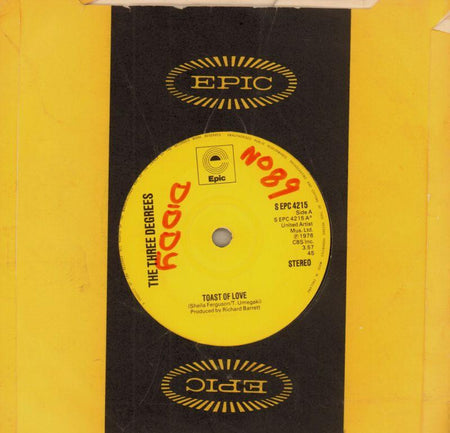 EPIC
Epic
NO89
DIDDY
THE THREE DEGREES
S EPC 4215
Side A
S EPC 4215 A*
United Artist
Mus. Ltd.
℗ 1976
CBS Inc.
3.57
45
STEREO
TOAST OF LOVE
(Sheila Ferguson/T. Umegaki)
Produced by Richard Barrett
EPIC